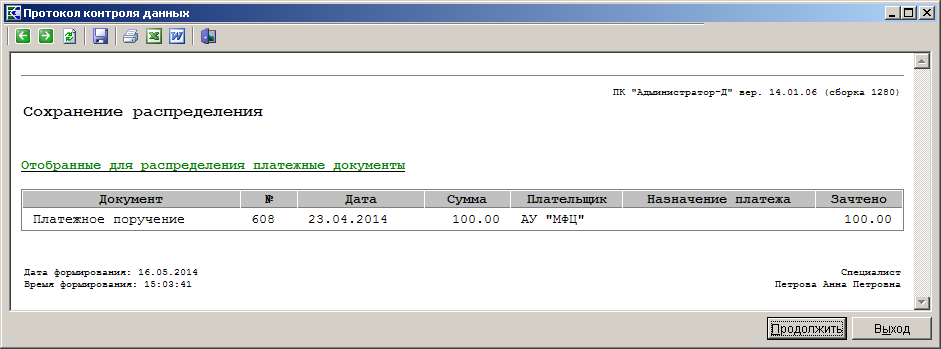 Протокол контроля данных
ПК "Администратор-Д" вер. 14.01.06 (сборка 1280)
Сохранение распределения
Отобранные для распределения платежные документы
Документ № Дата Сумма Плательщик Назначение платежа Зачтено
Платежное поручение 608 23.04.2014 100.00 АУ "МФЦ" 100.00
Дата формирования: 16.05.2014 Специалист
Время формирования: 15:03:41 Петрова Анна Петровна
Продолжить Выход